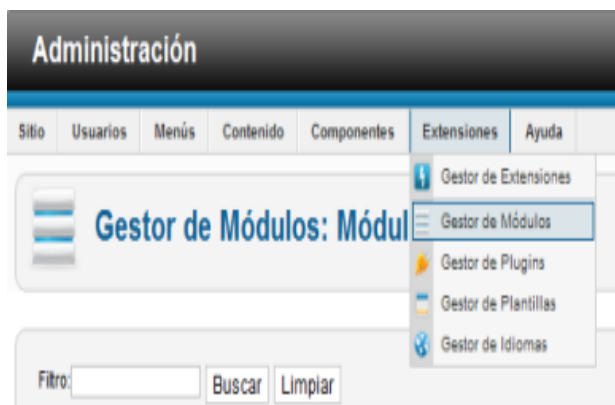 Administración
Sitio Usuarios Menús Contenido Componentes Extensiones Ayuda
Gestor de Extensiones
Gestor de Módulos: Módul
Gestor de Módulos
Gestor de Plugins
Gestor de Plantillas
Gestor de Idiomas
Filtro: Buscar Limpiar